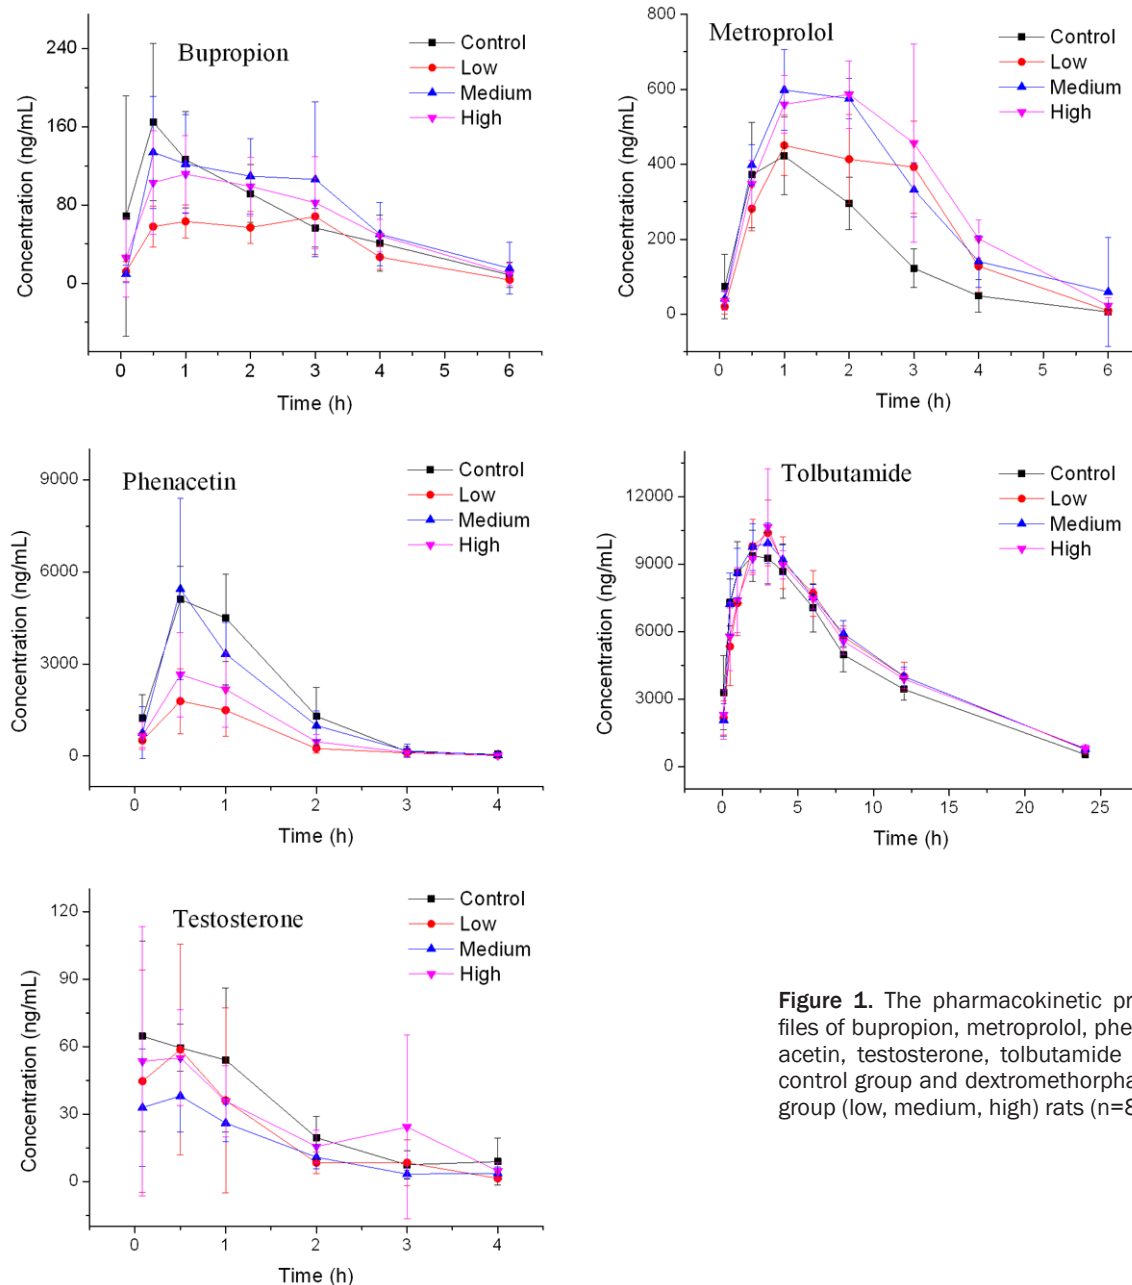 Bupropion
Control
Low
Medium
High
Concentration (ng/mL)
240
160
80
0
0 1 2 3 4 5 6
Time (h)
Metroprolol
Control
Low
Medium
High
Concentration (ng/mL)
800
600
400
200
0
0 1 2 3 4 5 6
Time (h)
Phenacetin
Control
Low
Medium
High
Concentration (ng/mL)
9000
6000
3000
0
0 1 2 3 4
Time (h)
Tolbutamide
Control
Low
Medium
High
Concentration (ng/mL)
12000
9000
6000
3000
0
0 5 10 15 20 25
Time (h)
Testosterone
Control
Low
Medium
High
Concentration (ng/mL)
120
90
60
30
0
0 1 2 3 4
Time (h)
Figure 1. The pharmacokinetic pr
files of bupropion, metroprolol, phe
acetin, testosterone, tolbutamide
control group and dextromethorpha
group (low, medium, high) rats (n=8